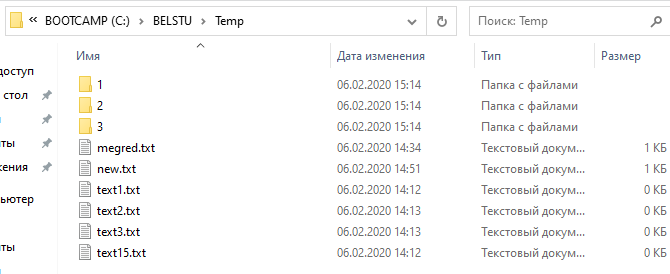 « BOOTCAMP (C:) > BELSTU > Temp Поиск: Temp
Имя Дата изменения Тип Размер
доступ
стол
ты
жения
ьютер
ты
1 06.02.2020 15:14 Папка с файлами
2 06.02.2020 15:14 Папка с файлами
3 06.02.2020 15:14 Папка с файлами
megred.txt 06.02.2020 14:34 Текстовый докум... 1 КБ
new.txt 06.02.2020 14:51 Текстовый докум... 1 КБ
text1.txt 06.02.2020 14:12 Текстовый докум... 0 КБ
text2.txt 06.02.2020 14:13 Текстовый докум... 0 КБ
text3.txt 06.02.2020 14:13 Текстовый докум... 0 КБ
text15.txt 06.02.2020 14:12 Текстовый докум... 0 КБ